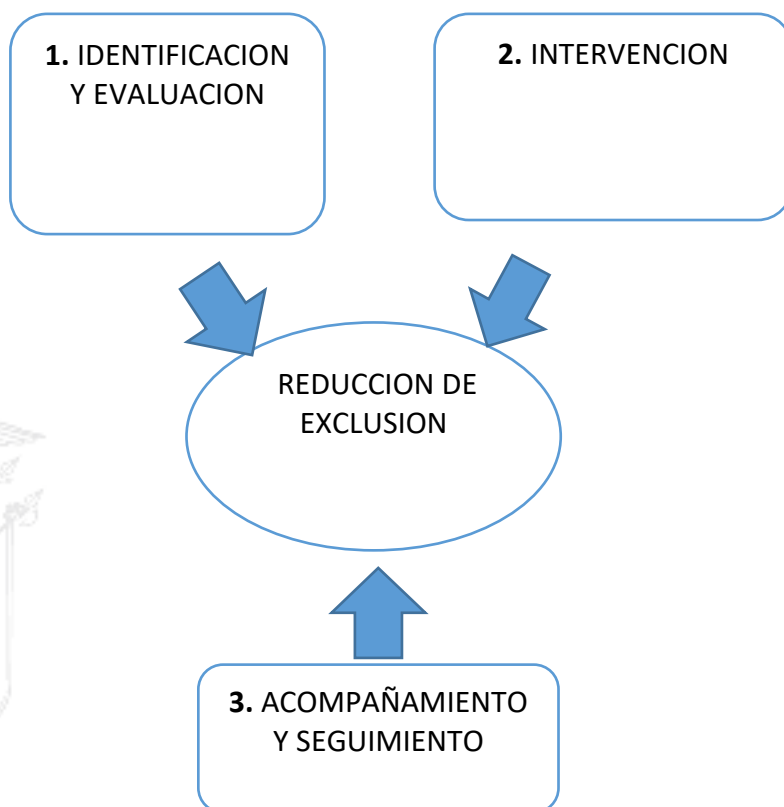 1. IDENTIFICACION
Y EVALUACION
2. INTERVENCION
REDUCCION DE
EXCLUSION
3. ACOMPAÑAMIENTO
Y SEGUIMIENTO